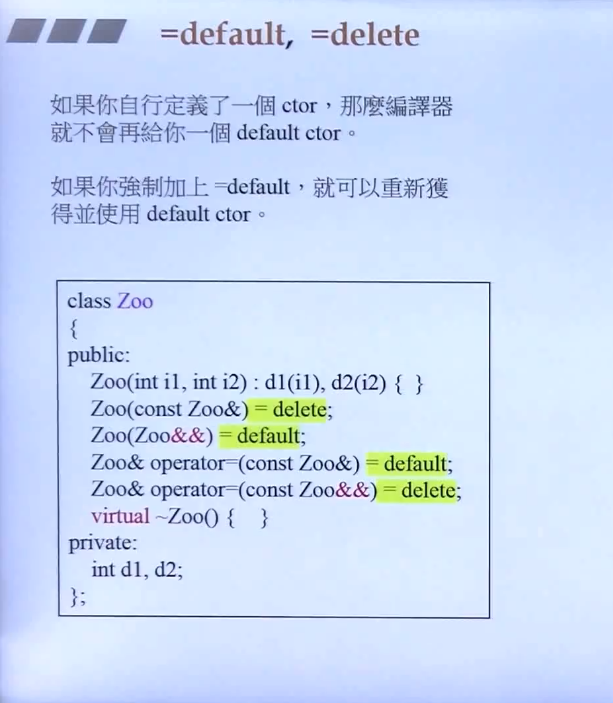 =default, =delete
如果你自行定義了一個 ctor，那麼編譯器
就不會再給你一個 default ctor。
如果你強制加上 =default，就可以重新獲
得並使用 default ctor。
class Zoo
{
public:
Zoo(int i1, int i2) : d1(i1), d2(i2) { }
Zoo(const Zoo&) = delete;
Zoo(Zoo&&) = default;
Zoo& operator=(const Zoo&) = default;
Zoo& operator=(const Zoo&&) = delete;
virtual ~Zoo() { }
private:
int d1, d2;
};